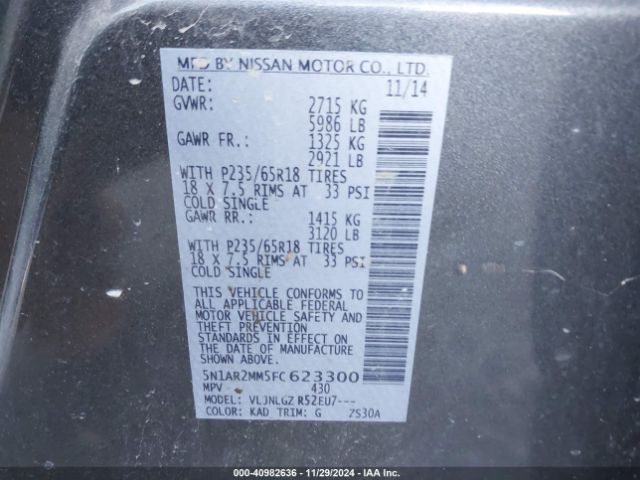 MFD BY NISSAN MOTOR CO., LTD.
DATE: 11/14
GVWR: 2715 KG
5986 LB
GAWR FR.: 1325 KG
2921 LB
WITH P235/65R18 TIRES
18 X 7.5 RIMS AT 33 PSI
COLD SINGLE
GAWR RR.: 1415 KG
3120 LB
WITH P235/65R18 TIRES
18 X 7.5 RIMS AT 33 PSI
COLD SINGLE
THIS VEHICLE CONFORMS TO
ALL APPLICABLE FEDERAL
MOTOR VEHICLE SAFETY AND
THEFT PREVENTION
STANDARDS IN EFFECT ON
THE DATE OF MANUFACTURE
SHOWN ABOVE.
5N1AR2MM5FC623300
MPV 430
MODEL: VLJNLGZ R52EU7---
COLOR: KAD TRIM: G 7S30A
000-40982636 - 11/29/2024 - IAA Inc.